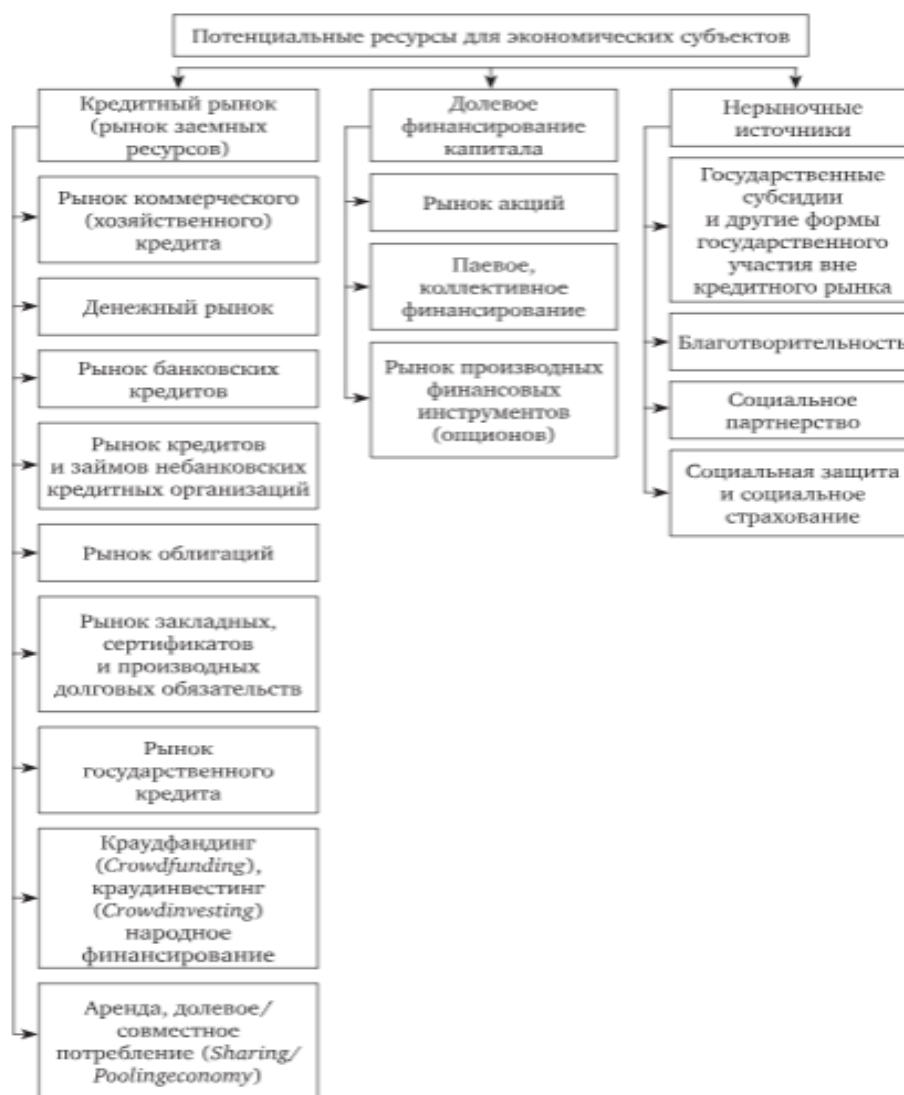 Потенциальные ресурсы для экономических субъектов
Кредитный рынок
(рынок заемных
ресурсов)
Рынок коммерческого
(хозяйственного)
кредита
Денежный рынок
Рынок банковских
кредитов
Рынок кредитов
и займов небанковских
кредитных организаций
Рынок облигаций
Рынок закладных,
сертификатов
и производных
долговых обязательств
Рынок
государственного
кредита
Краудфандинг
(Crowdfunding),
краудинвестинг
(Crowdinvesting)
народное
финансирование
Аренда, долевое/
совместное
потребление (Sharing/
Poolingeconomy)
Долевое
финансирование
капитала
Рынок акций
Паевое,
коллективное
финансирование
Рынок производных
финансовых
инструментов
(опционов)
Нерыночные
источники
Государственные
субсидии
и другие формы
государственного
участия вне
кредитного рынка
Благотворительность
Социальное
партнерство
Социальная защита
и социальное
страхование